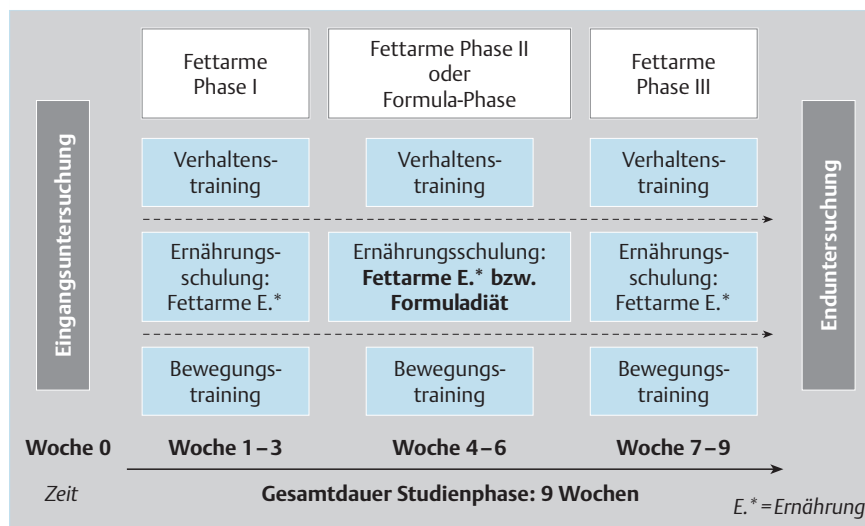 Eingangsuntersuchung
Fettarme
Phase I
Fettarme Phase II
oder
Formula-Phase
Fettarme
Phase III
Verhaltens-
training
Verhaltens-
training
Verhaltens-
training
Ernährungs-
schulung:
Fettarme E.*
Ernährungsschulung:
Fettarme E.* bzw.
Formuladiät
Ernährungs-
schulung:
Fettarme E.*
Bewegungs-
training
Bewegungs-
training
Bewegungs-
training
Enduntersuchung
Woche 0
Woche 1–3
Woche 4–6
Woche 7–9
Zeit
Gesamtdauer Studienphase: 9 Wochen
E.*=Ernährung